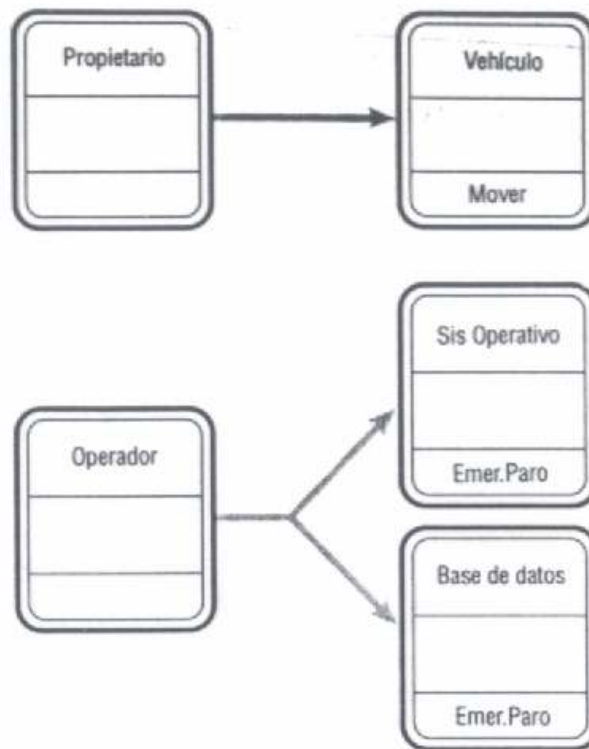 Propietario
Vehículo
Mover
Sis Operativo
Emer.Paro
Operador
Base de datos
Emer.Paro